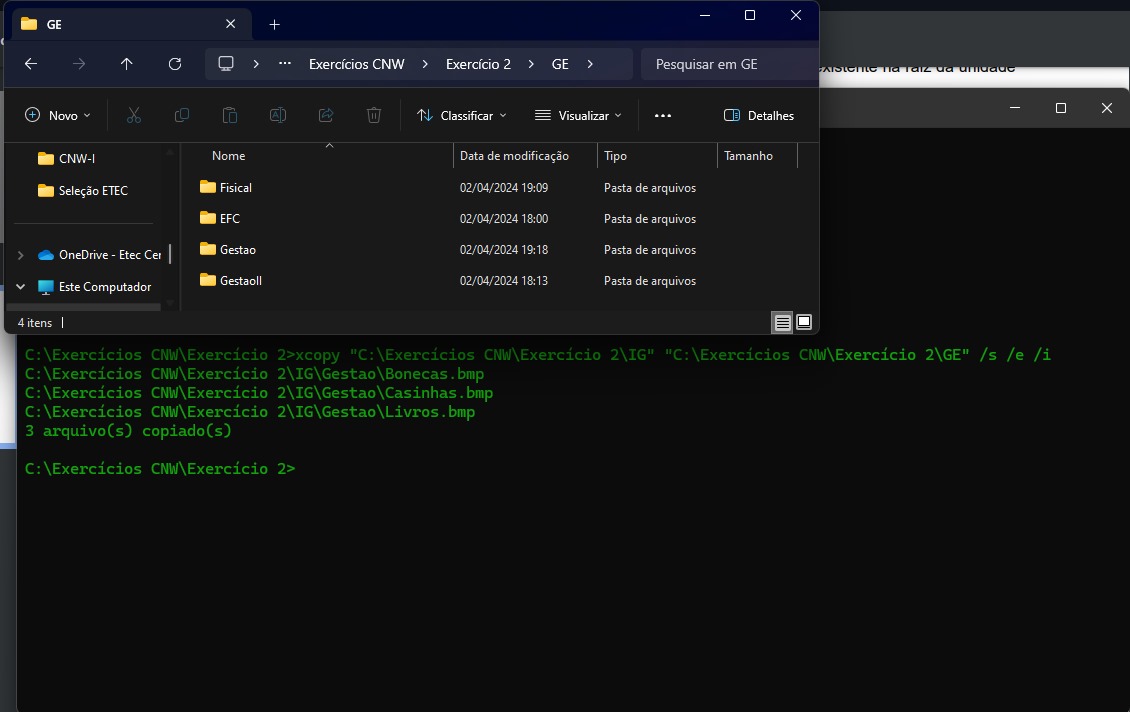 GE
Exercícios CNW > Exercício 2 > GE >
Pesquisar em GE
existente na raiz da unidade
Novo
Classificar
Visualizar
Detalhes
CNW-I
Seleção ETEC
OneDrive - Etec Cer
Este Computador
Nome Data de modificação Tipo Tamanho
Fisical 02/04/2024 19:09 Pasta de arquivos
EFC 02/04/2024 18:00 Pasta de arquivos
Gestao 02/04/2024 19:18 Pasta de arquivos
GestaoII 02/04/2024 18:13 Pasta de arquivos
4 itens
C:\Exercícios CNW\Exercício 2>xcopy "C:\Exercícios CNW\Exercício 2\IG" "C:\Exercícios CNW\Exercício 2\GE" /s /e /i
C:\Exercícios CNW\Exercício 2\IG\Gestao\Bonecas.bmp
C:\Exercícios CNW\Exercício 2\IG\Gestao\Casinhas.bmp
C:\Exercícios CNW\Exercício 2\IG\Gestao\Livros.bmp
3 arquivo(s) copiado(s)
C:\Exercícios CNW\Exercício 2>